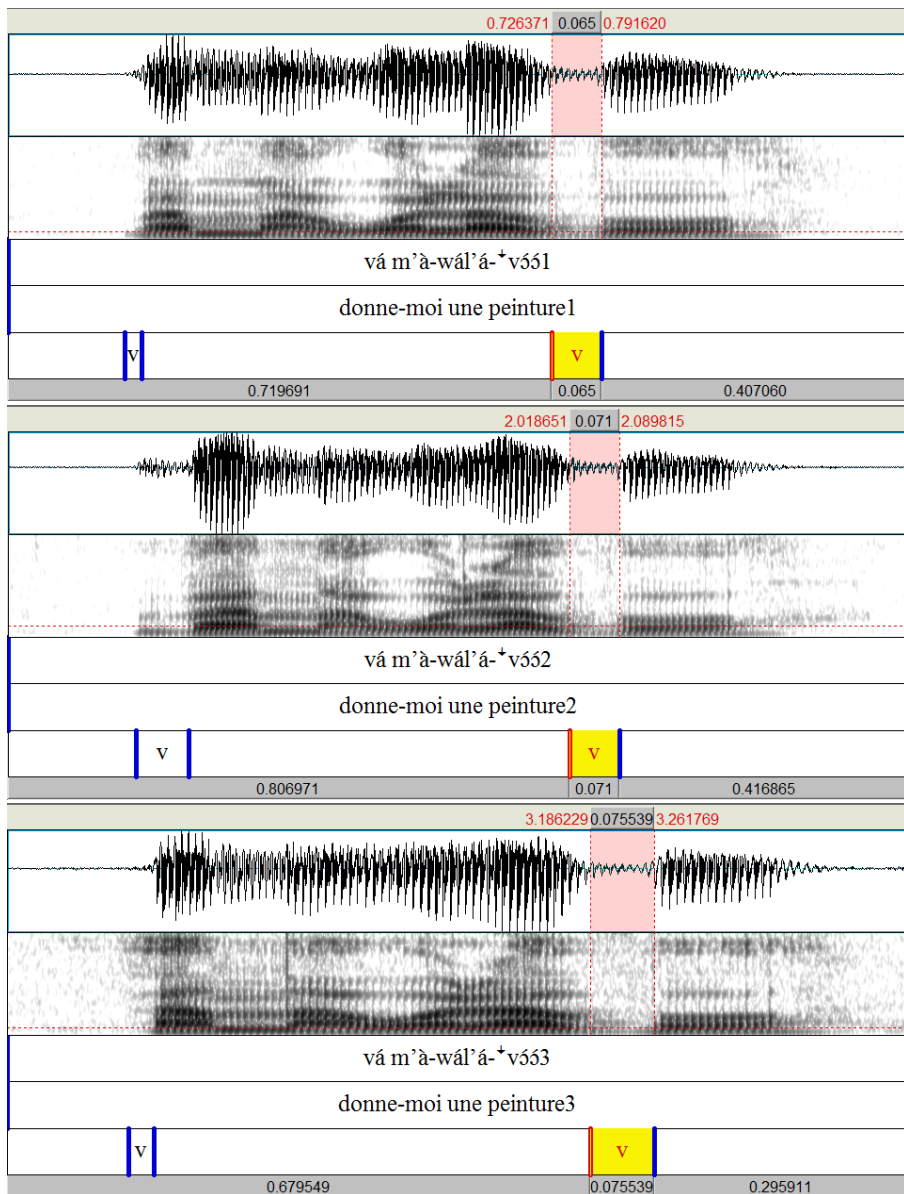 0.726371 0.065 0.791620
vá m’à-wál’á-ꜜvɔ́ɔ́1
donne-moi une peinture1
v v
0.719691 0.065 0.407060
2.018651 0.071 2.089815
vá m’à-wál’á-ꜜvɔ́ɔ́2
donne-moi une peinture2
v v
0.806971 0.071 0.416865
3.186229 0.075539 3.261769
vá m’à-wál’á-ꜜvɔ́ɔ́3
donne-moi une peinture3
v v
0.679549 0.075539 0.295911